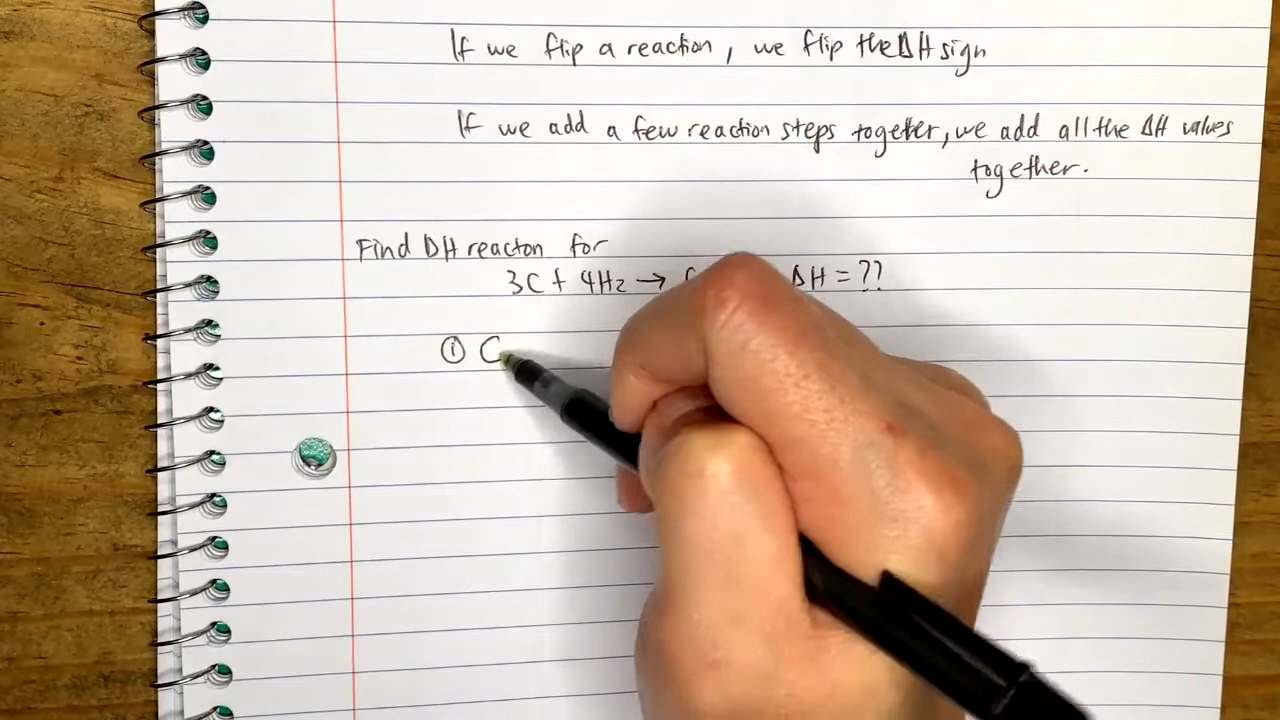 If we flip a reaction, we flip the ΔH sign
If we add a few reaction steps together, we add all the ΔH values
together.
Find ΔH reacton for
3C + 4H₂ → ΔH = ??
① C